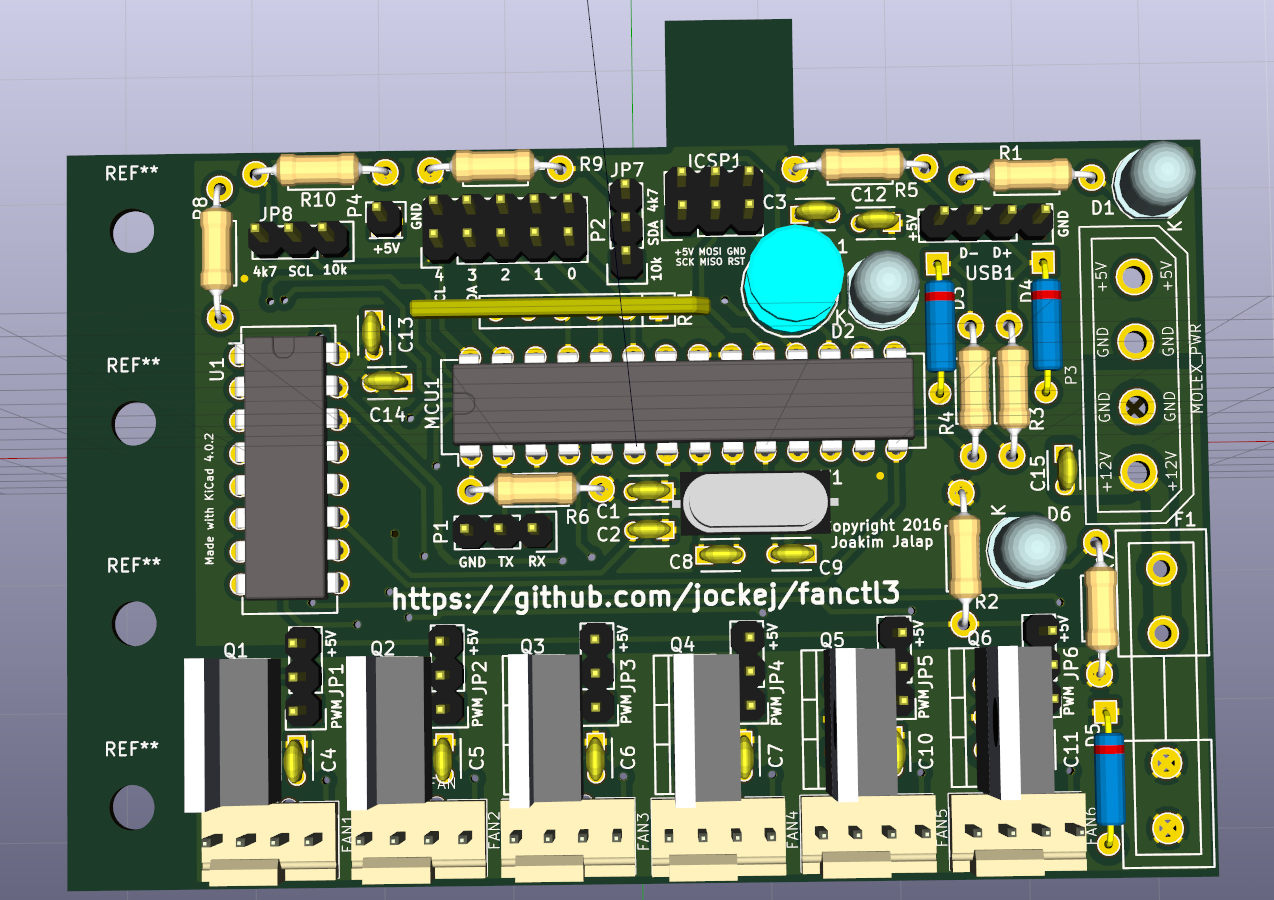 REF**
R10
R9
JP7
ICSP1
R1
R8
JP8
P4
+5V
GND
P2
4k7
SDA
10k
C3
R5
C12
+5V
GND
D1
K
4k7 SCL 10k
4 3 2 1 0
+5V MOSI GND
SCK MISO RST
D- D+
USB1
D3
D4
K
D2
+5V
+5V
GND
GND
GND
GND
+12V
+12V
MOLEX_PWR
P3
REF**
U1
C13
C14
MCU1
R4
R3
C15
D6
K
F1
Made with KiCad 4.0.2
R6
C1
C2
P1
GND TX RX
C8
C9
Copyright 2016
Joakim Jalap
REF**
https://github.com/jockej/fanctl3
R2
Q1
Q2
Q3
Q4
Q5
Q6
+5V
JP1
PWM
+5V
JP2
PWM
+5V
JP3
PWM
+5V
JP4
PWM
+5V
JP5
PWM
+5V
JP6
PWM
REF**
C4
C5
C6
C7
C10
C11
D5
FAN1
FAN2
FAN3
FAN4
FAN5
FAN6